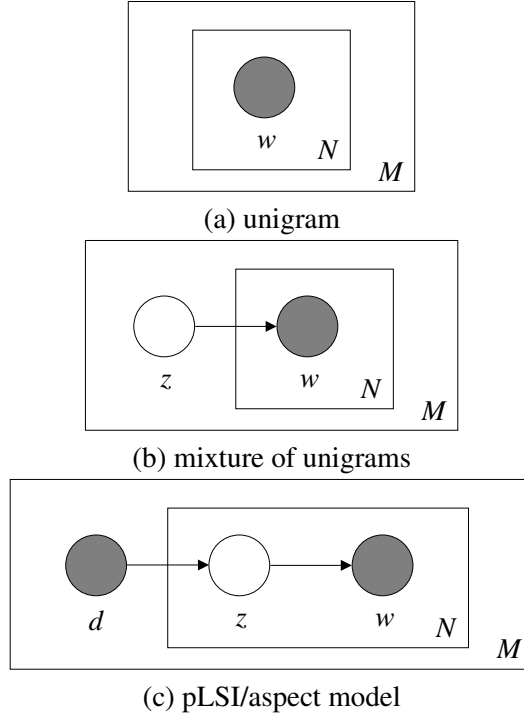 w
N
M
(a) unigram
z
w
N
M
(b) mixture of unigrams
d
z
w
N
M
(c) pLSI/aspect model